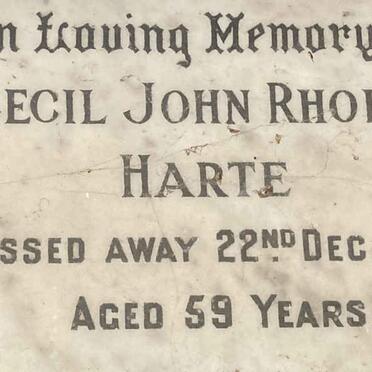 n Loving Memory
ECIL JOHN RHO
HARTE
SSED AWAY 22ND DEC
AGED 59 YEARS